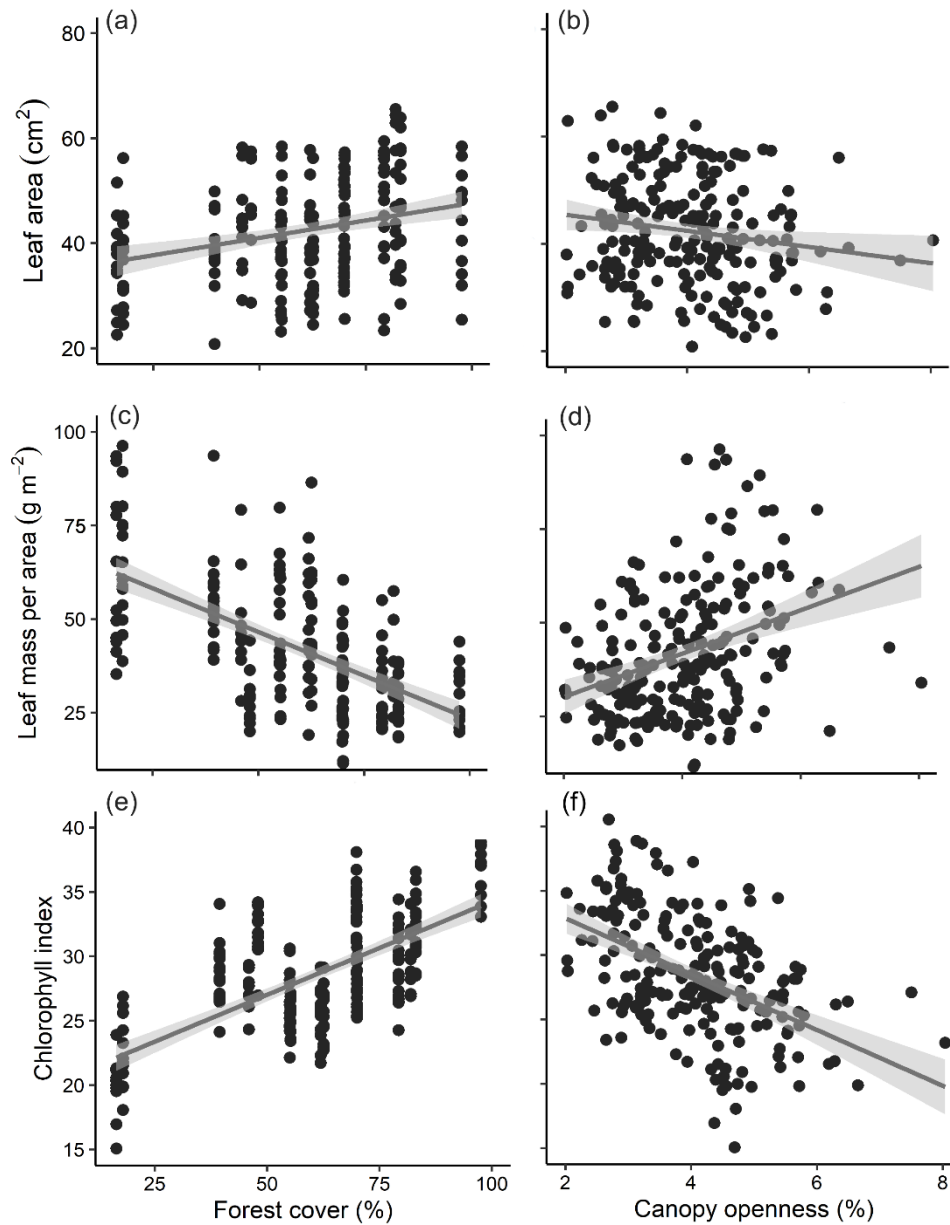 (a)
(b)
Leaf area (cm²)
80
60
40
20
(c)
(d)
Leaf mass per area (g m⁻²)
100
75
50
25
(e)
(f)
Chlorophyll index
40
35
30
25
20
15
25 50 75 100
2 4 6 8
Forest cover (%)
Canopy openness (%)